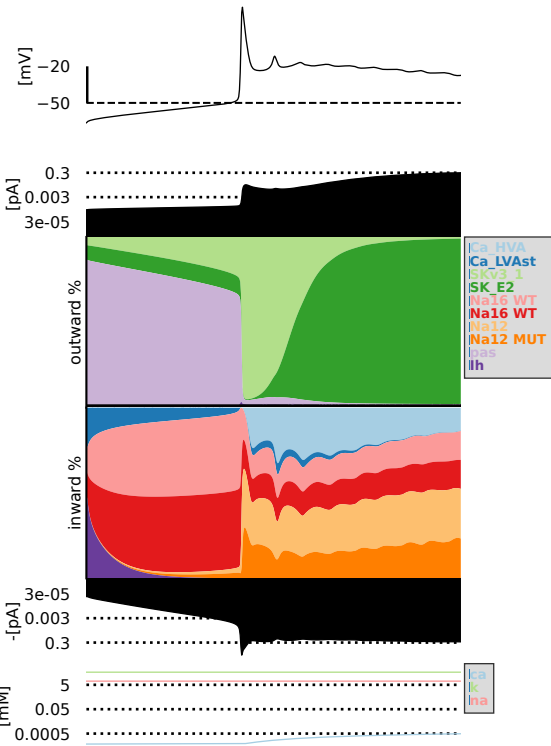 [mV]
−20
−50
[pA]
0.3
0.003
3e-05
outward %
Ca_HVA
Ca_LVAst
SKv3_1
SK_E2
Na16 WT
Na16 WT
Na12
Na12 MUT
pas
Ih
inward %
-[pA]
3e-05
0.003
0.3
[mM]
5
0.05
0.0005
ca
k
na